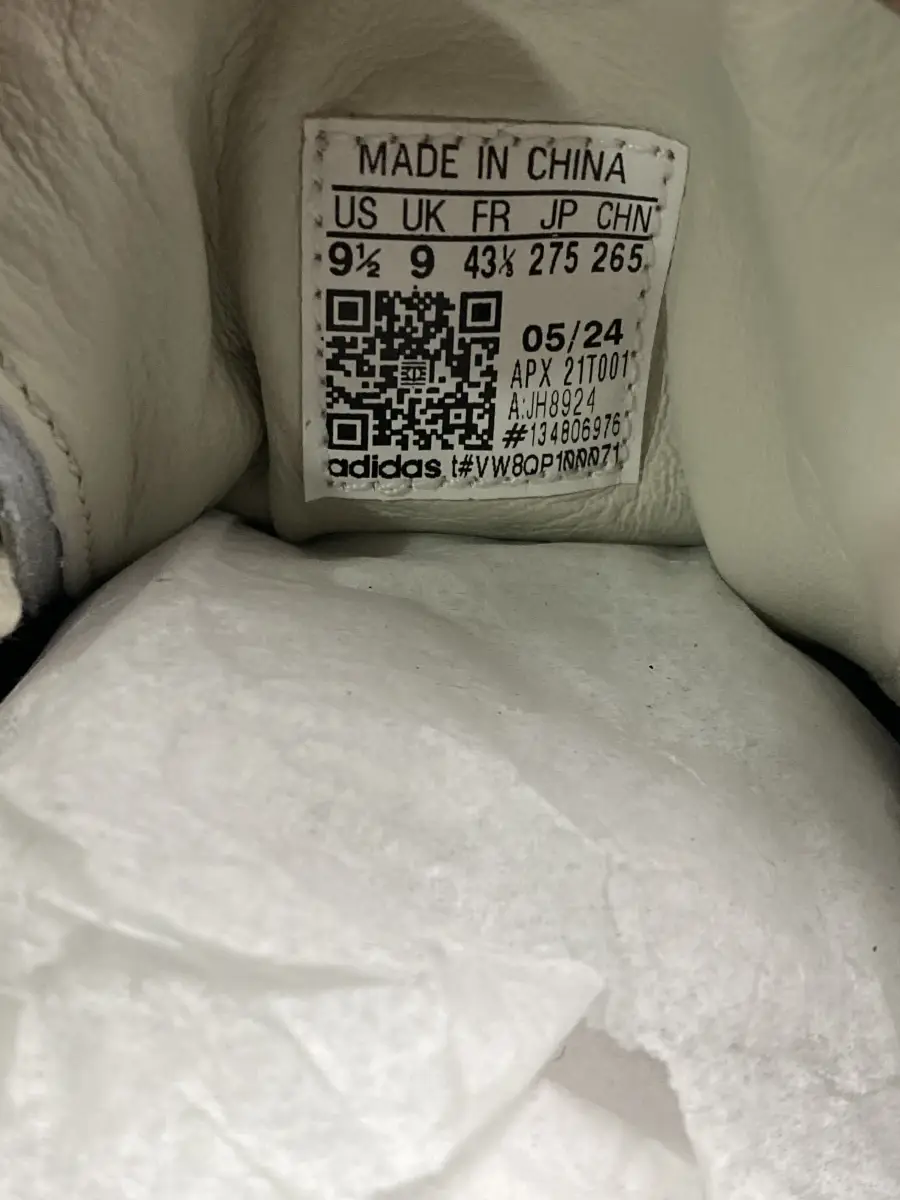 MADE IN CHINA
US UK FR JP CHN
9½ 9 43⅓ 275 265
05/24
APX 21T001
A:JH8924
#134806976
adidas t#VW8QP100071